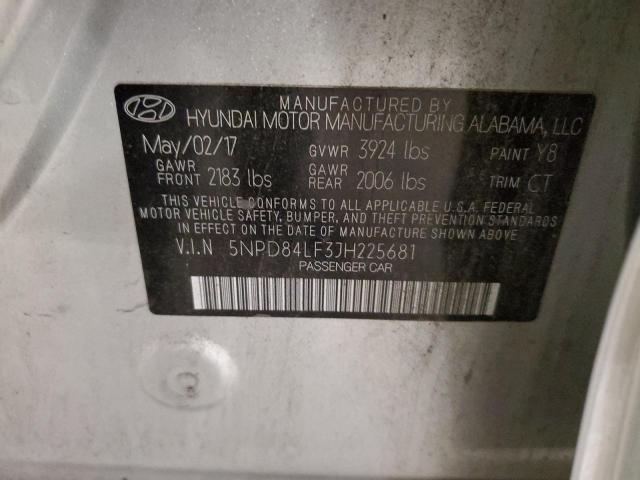 MANUFACTURED BY
HYUNDAI MOTOR MANUFACTURING ALABAMA, LLC
May/02/17 GVWR 3924 lbs PAINT Y8
GAWR FRONT 2183 lbs GAWR REAR 2006 lbs TRIM CT
THIS VEHICLE CONFORMS TO ALL APPLICABLE U.S.A. FEDERAL
MOTOR VEHICLE SAFETY, BUMPER, AND THEFT PREVENTION STANDARDS
IN EFFECT ON THE DATE OF MANUFACTURE SHOWN ABOVE.
V.I.N 5NPD84LF3JH225681
PASSENGER CAR